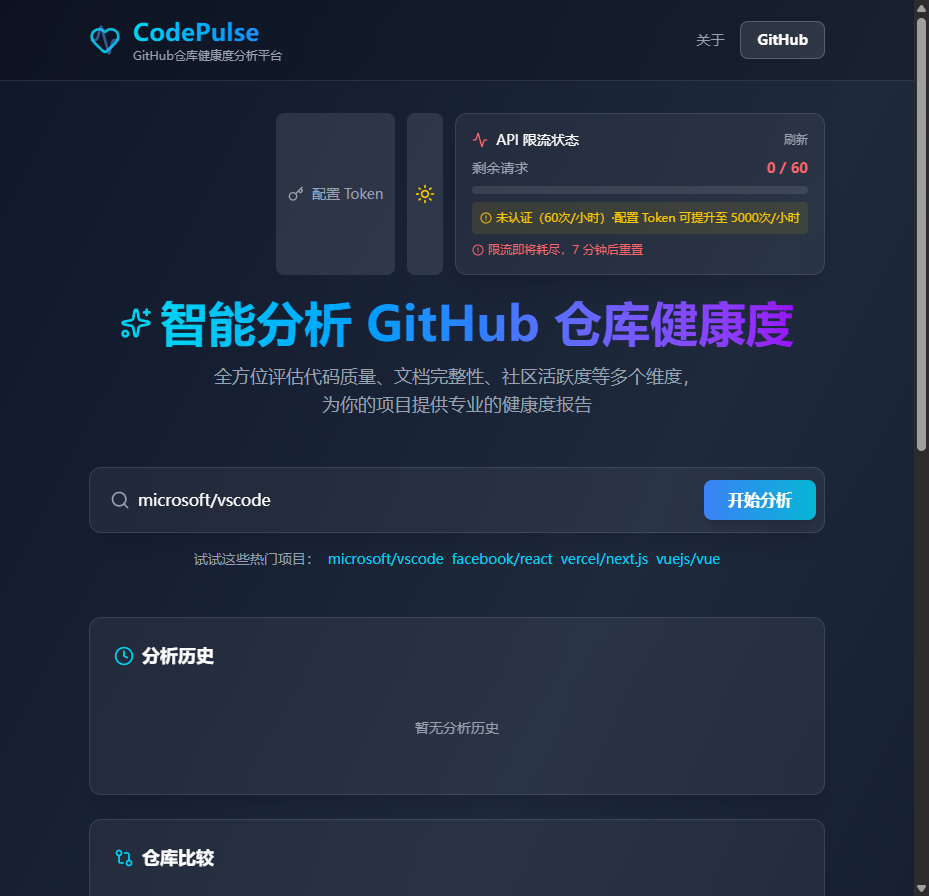 CodePulse
GitHub仓库健康度分析平台
关于
GitHub
配置 Token
API 限流状态
刷新
剩余请求
0 / 60
未认证（60次/小时）·配置 Token 可提升至 5000次/小时
限流即将耗尽，7 分钟后重置
智能分析 GitHub 仓库健康度
全方位评估代码质量、文档完整性、社区活跃度等多个维度，
为你的项目提供专业的健康度报告
microsoft/vscode
开始分析
试试这些热门项目： microsoft/vscode facebook/react vercel/next.js vuejs/vue
分析历史
暂无分析历史
仓库比较